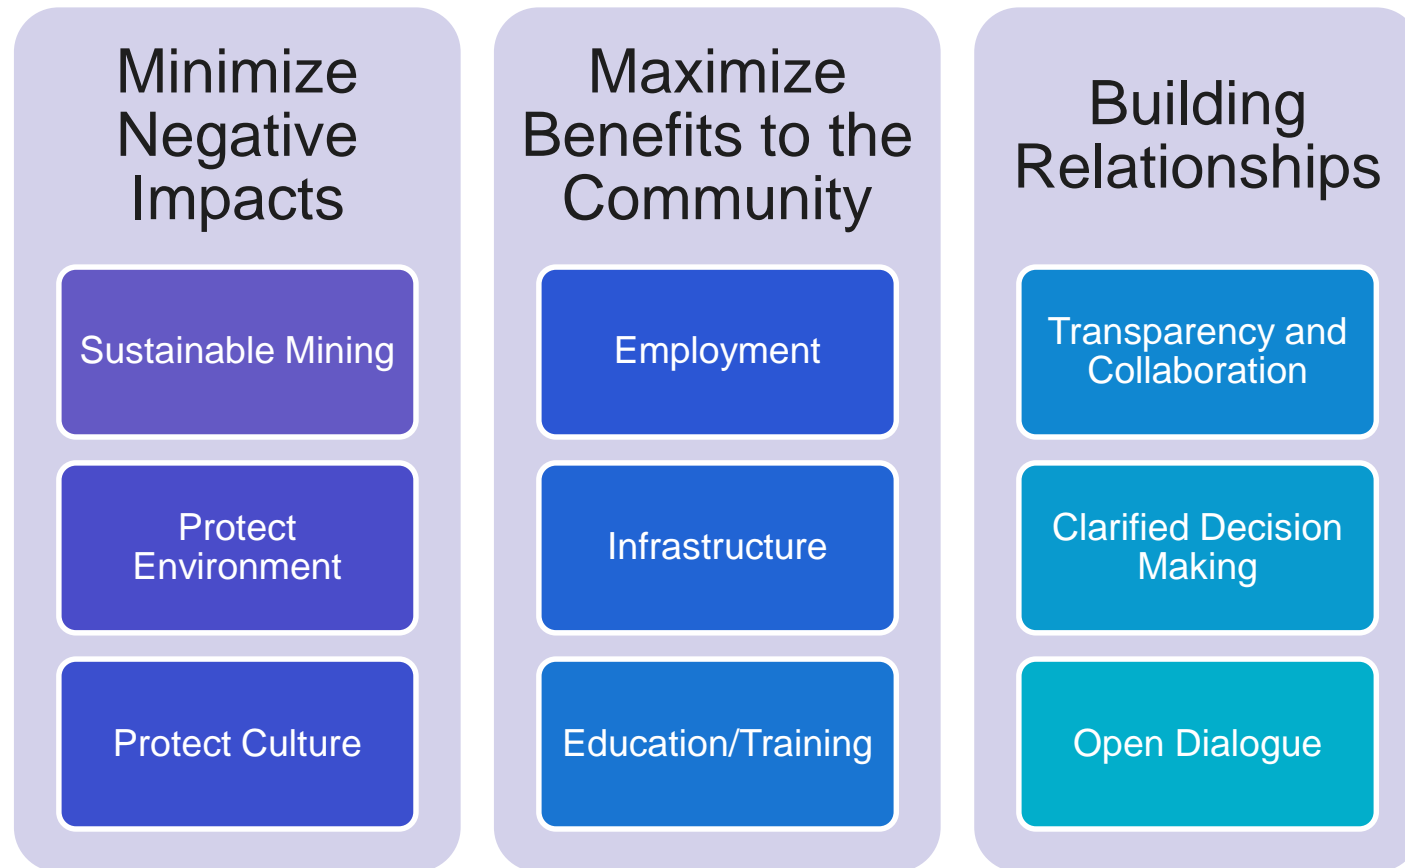 Minimize
Negative
Impacts
Sustainable Mining
Protect
Environment
Protect Culture
Maximize
Benefits to the
Community
Employment
Infrastructure
Education/Training
Building
Relationships
Transparency and
Collaboration
Clarified Decision
Making
Open Dialogue